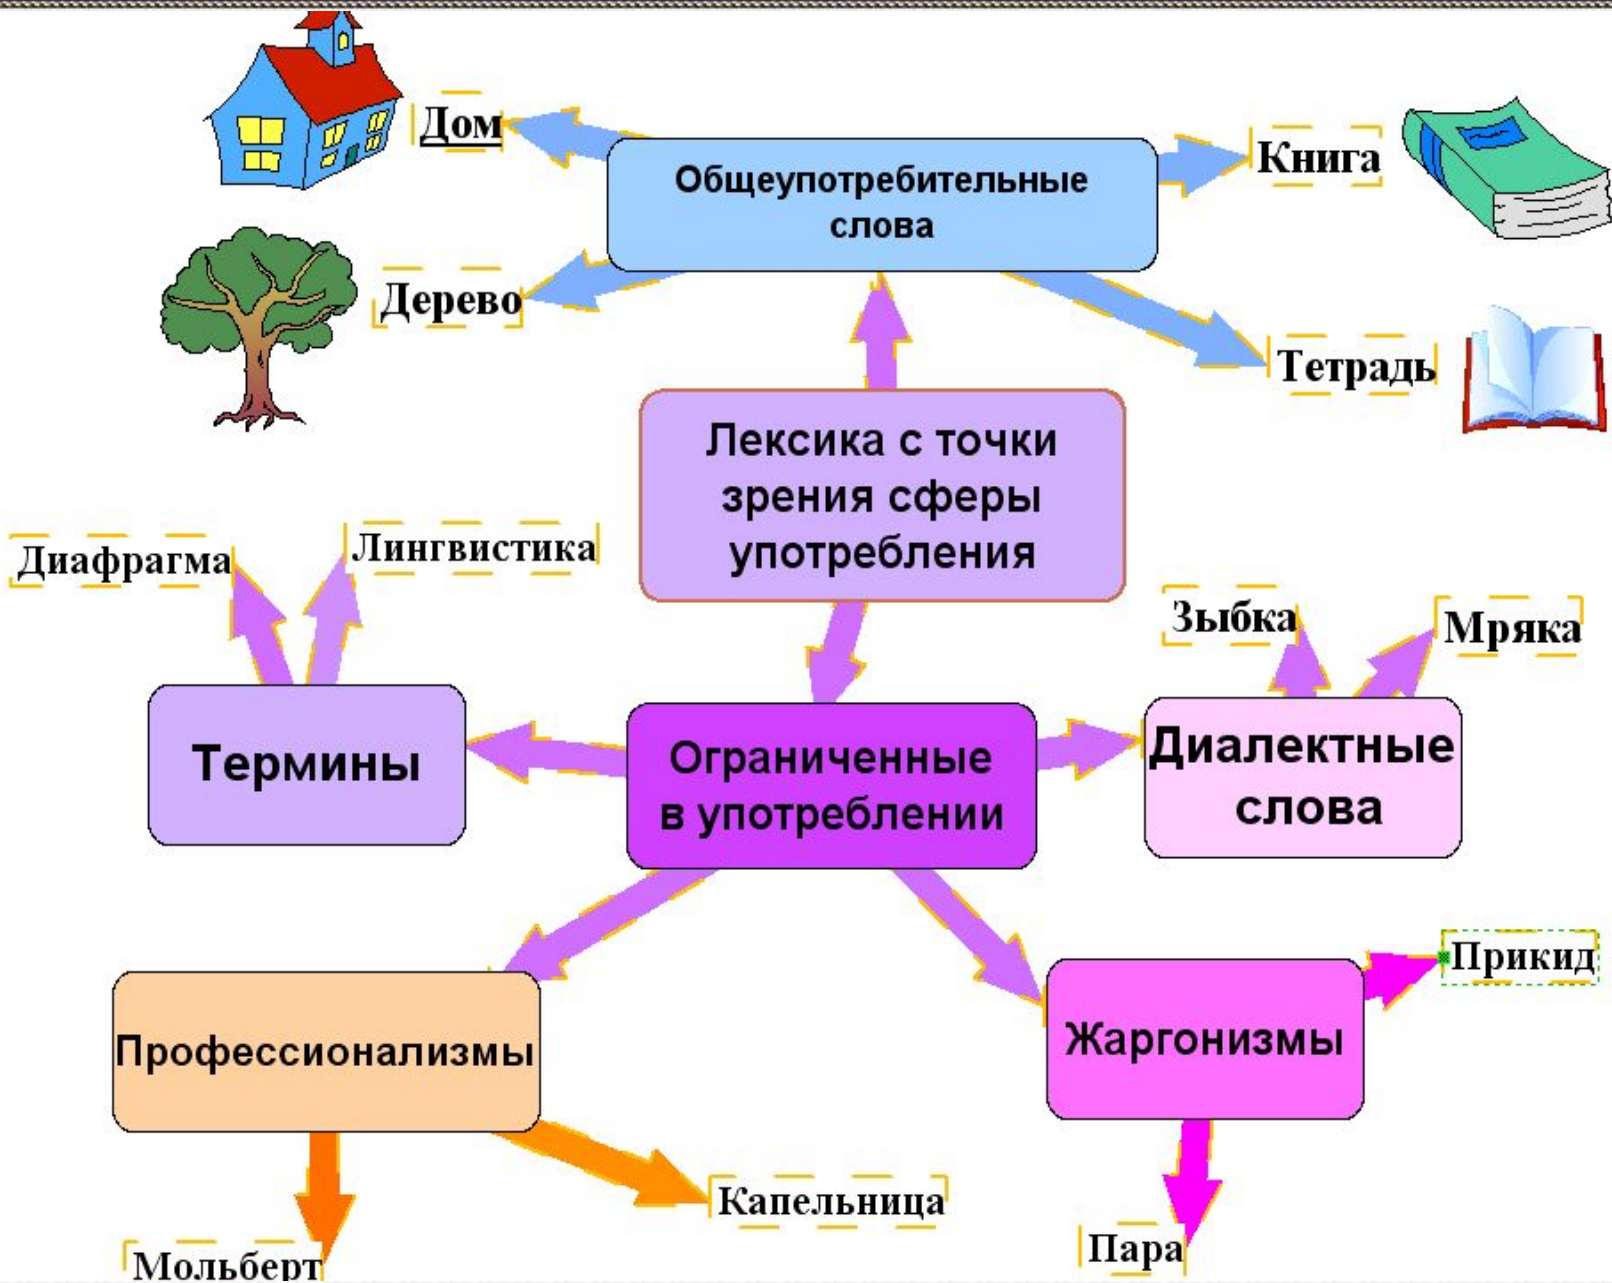 Дом
Общеупотребительные
слова
Книга
Дерево
Тетрадь
Лексика с точки
зрения сферы
употребления
Диафрагма
Лингвистика
Зыбка
Мряка
Термины
Ограниченные
в употреблении
Диалектные
слова
Профессионализмы
Жаргонизмы
Прикид
Капельница
Мольберт
Пара